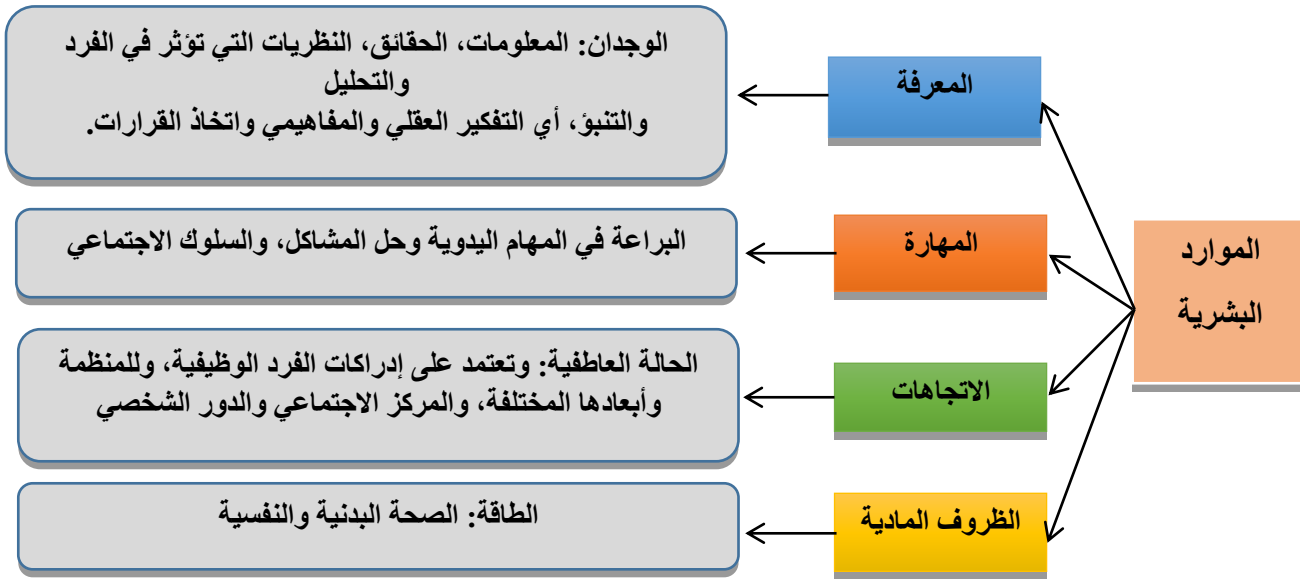 الموارد
البشرية
المعرفة
الوجدان: المعلومات، الحقائق، النظريات التي تؤثر في الفرد
والتحليل
والتنبؤ، أي التفكير العقلي والمفاهيمي واتخاذ القرارات.
المهارة
البراعة في المهام اليدوية وحل المشاكل، والسلوك الاجتماعي
الاتجاهات
الحالة العاطفية: وتعتمد على إدراكات الفرد الوظيفية، وللمنظمة
وأبعادها المختلفة، والمركز الاجتماعي والدور الشخصي
الظروف المادية
الطاقة: الصحة البدنية والنفسية